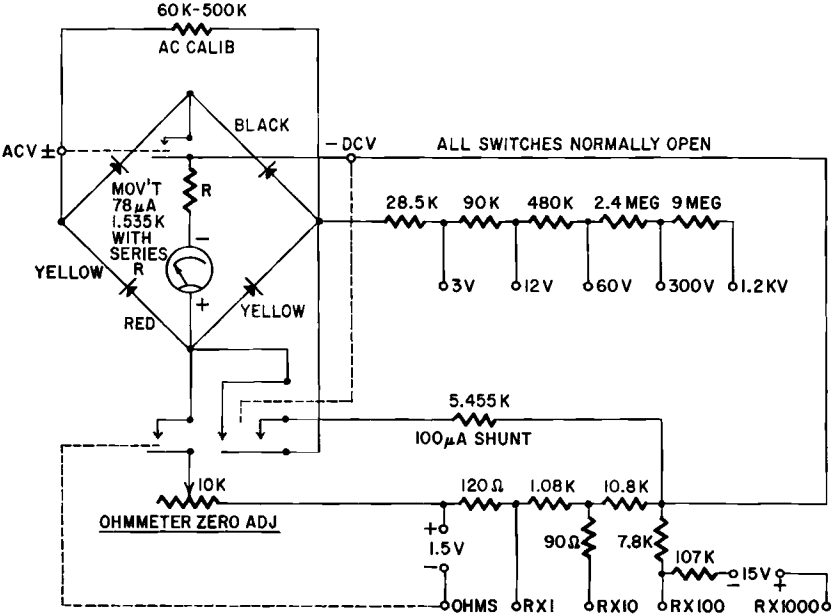 60K-500K
AC CALIB
BLACK
ACV ±
-DCV
ALL SWITCHES NORMALLY OPEN
MOV'T
78µA
1.535K
WITH
SERIES
R
R
-
+
YELLOW
RED
YELLOW
28.5K
90K
480K
2.4 MEG
9 MEG
3V
12V
60V
300V
1.2KV
5.455K
100µA SHUNT
10K
OHMMETER ZERO ADJ
120Ω
1.08K
10.8K
+
1.5V
-
90Ω
7.8K
107K
-
15V
+
OHMS
RX1
RX10
RX100
RX1000